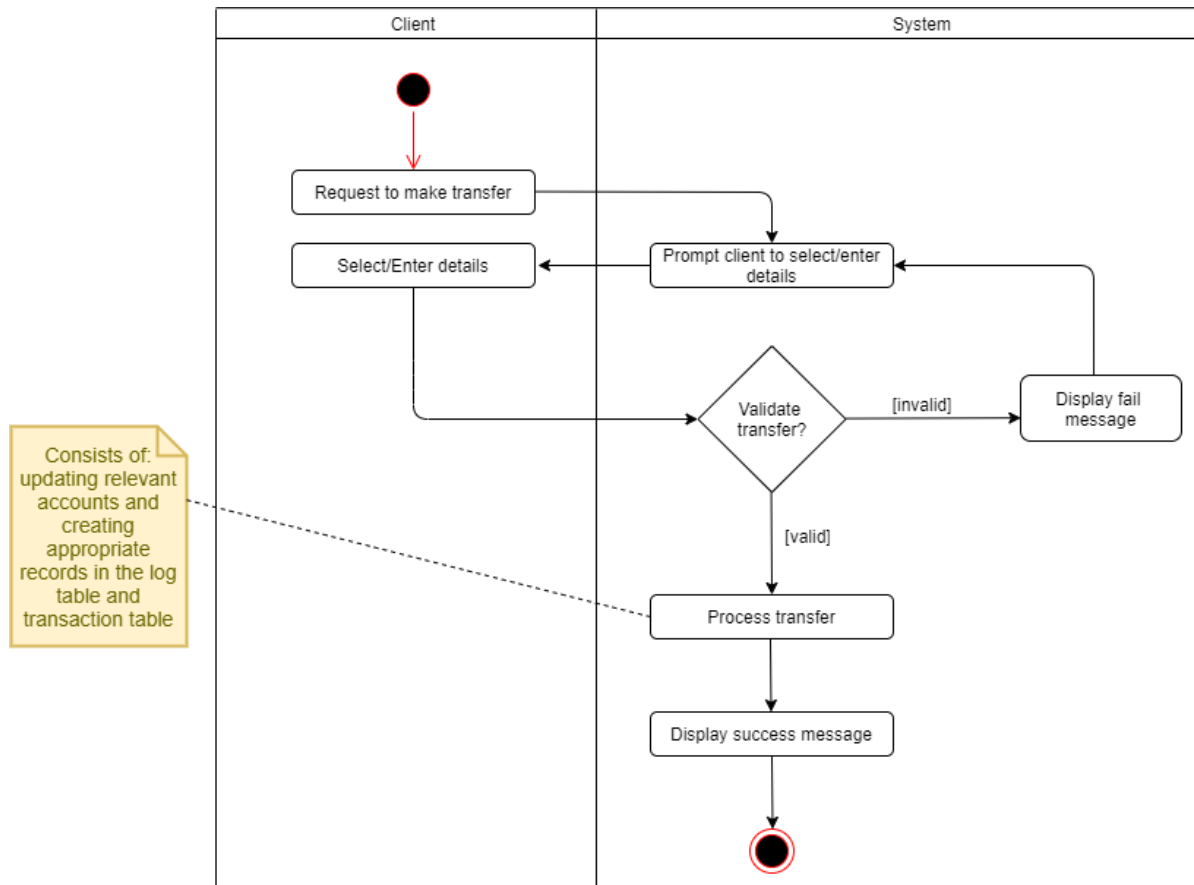 Client
System
Request to make transfer
Prompt client to select/enter
details
Select/Enter details
Validate
transfer?
[invalid]
Display fail
message
[valid]
Consists of:
updating relevant
accounts and
creating
appropriate
records in the log
table and
transaction table
Process transfer
Display success message